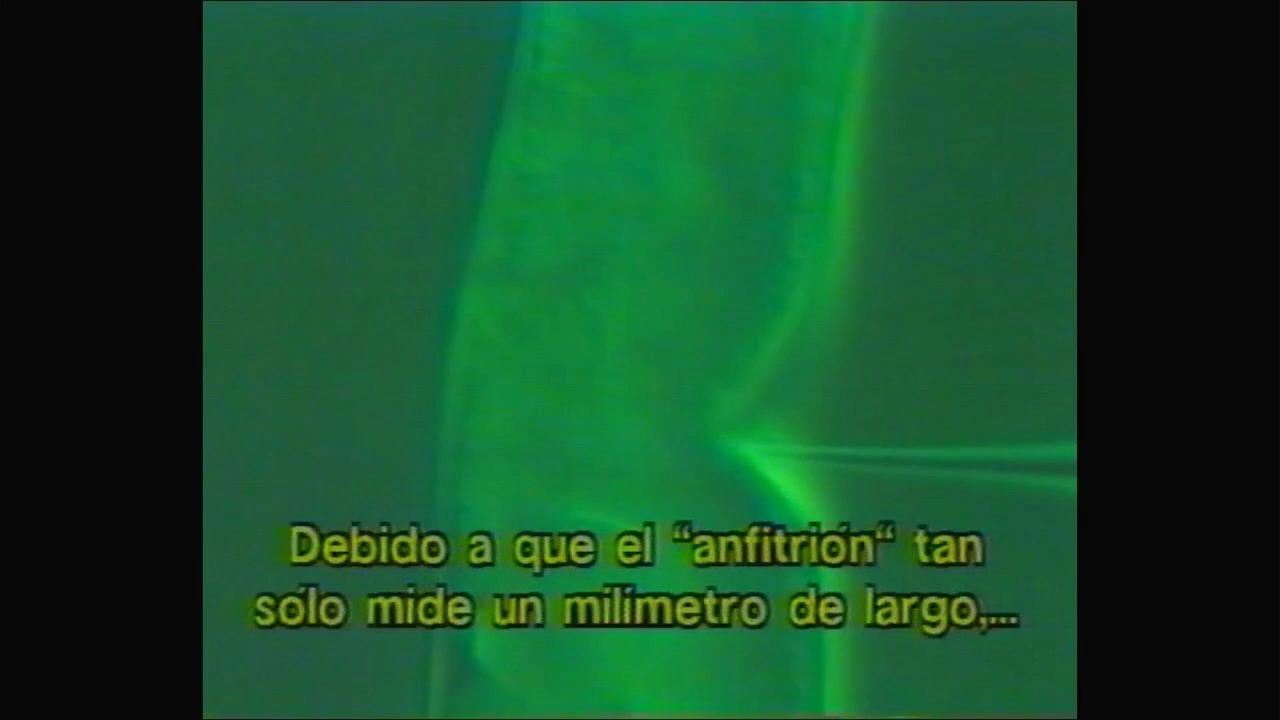 Debido a que el “anfitrión“ tan
sólo mide un milímetro de largo,...